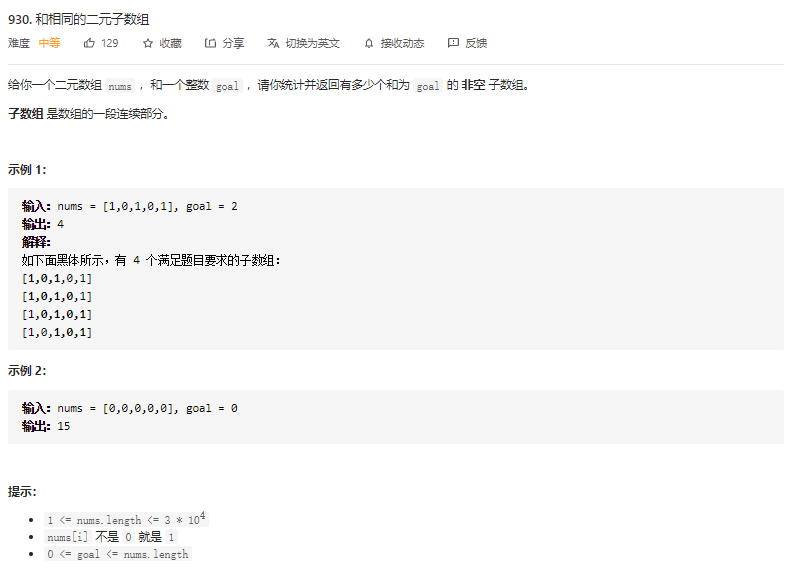 930. 和相同的二元子数组
难度 中等 129 收藏 分享 切换为英文 接收动态 反馈
给你一个二元数组 nums ，和一个整数 goal ，请你统计并返回有多少个和为 goal 的 非空 子数组。
子数组 是数组的一段连续部分。
示例 1：
输入：nums = [1,0,1,0,1], goal = 2
输出：4
解释：
如下面黑体所示，有 4 个满足题目要求的子数组：
[1,0,1,0,1]
[1,0,1,0,1]
[1,0,1,0,1]
[1,0,1,0,1]
示例 2：
输入：nums = [0,0,0,0,0], goal = 0
输出：15
提示：
1 <= nums.length <= 3 * 10⁴
nums[i] 不是 0 就是 1
0 <= goal <= nums.length